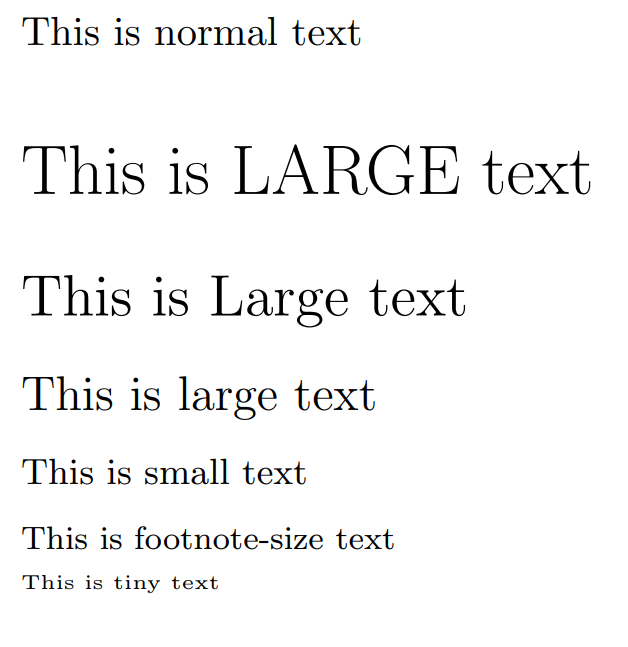 This is normal text
This is LARGE text
This is Large text
This is large text
This is small text
This is footnote-size text
This is tiny text